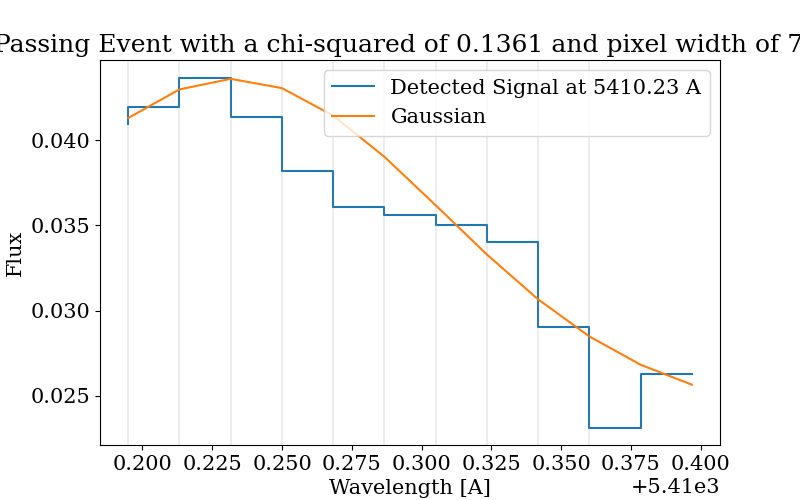 Passing Event with a chi-squared of 0.1361 and pixel width of 7
Detected Signal at 5410.23 A
Gaussian
Flux
0.040
0.035
0.030
0.025
0.200 0.225 0.250 0.275 0.300 0.325 0.350 0.375 0.400
+5.41e3
Wavelength [A]